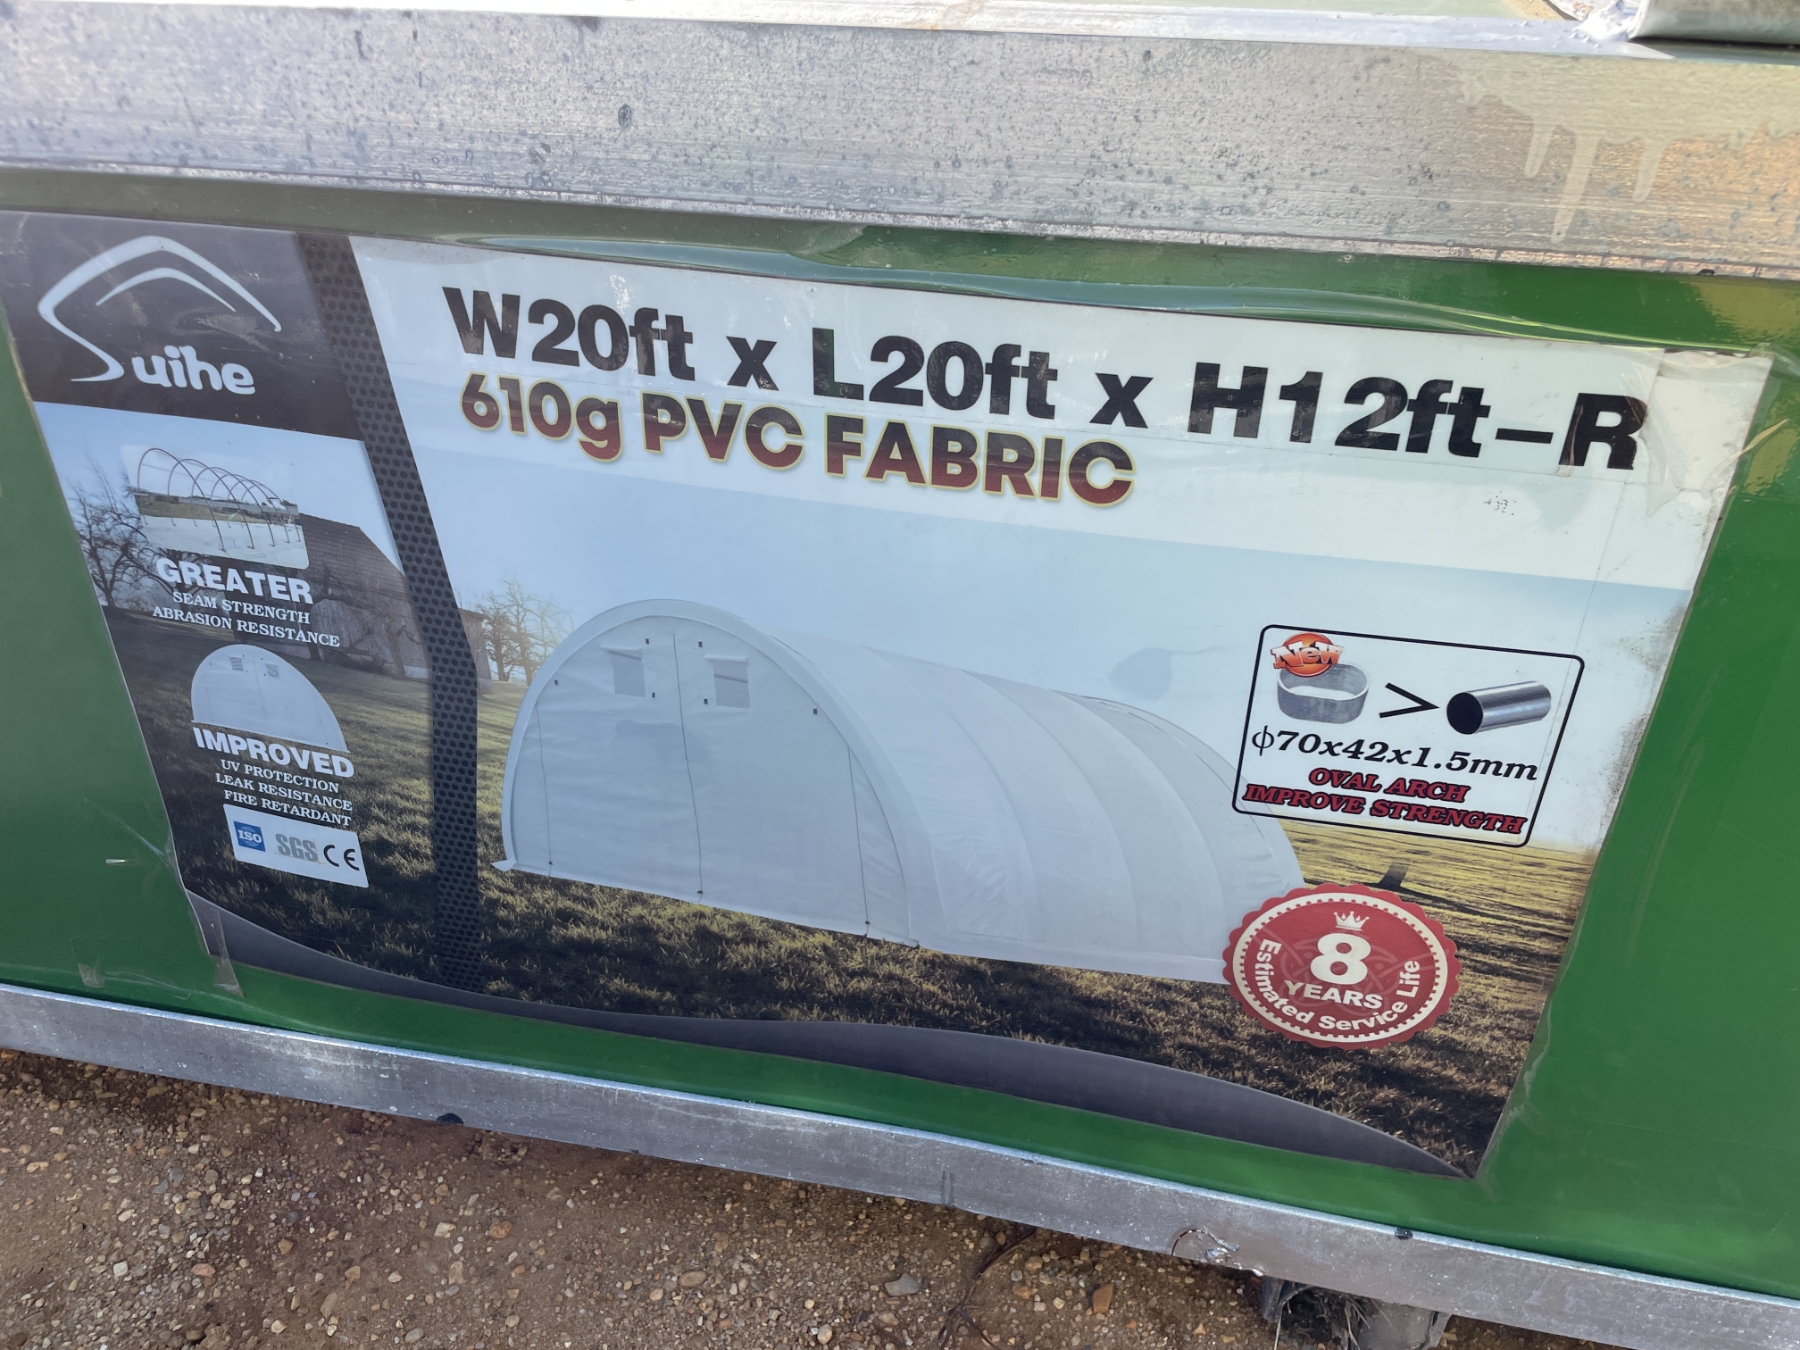 Suihe
W20ft x L20ft x H12ft-R
610g PVC FABRIC
GREATER
SEAM STRENGTH
ABRASION RESISTANCE
IMPROVED
UV PROTECTION
LEAK RESISTANCE
FIRE RETARDANT
ISO SGS CE
NeW
>
ϕ70x42x1.5mm
OVAL ARCH
IMPROVE STRENGTH
8
YEARS
Estimated Service Life